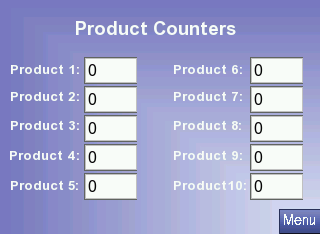 Product Counters
Product 1: 0
Product 2: 0
Product 3: 0
Product 4: 0
Product 5: 0
Product 6: 0
Product 7: 0
Product 8: 0
Product 9: 0
Product10: 0
Menu